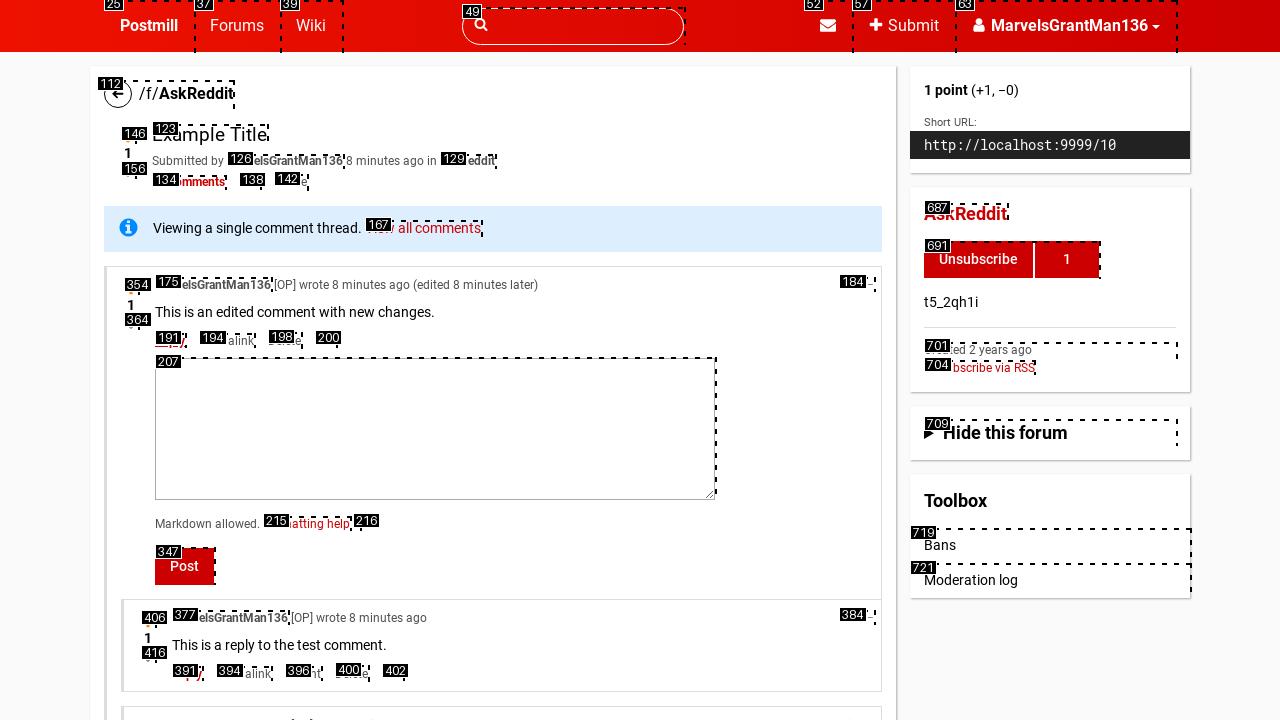 25 37 39 49 52 57 63
Postmill Forums Wiki Submit MarvelsGrantMan136
112 /f/AskReddit
146 123 Example Title
1
156 Submitted by 126 elsGrantMan136 8 minutes ago in 129 eddit
134 mments 138 142 e
Viewing a single comment thread. 167 all comments
354 175 elsGrantMan136 [OP] wrote 8 minutes ago (edited 8 minutes later) 184
1
364 This is an edited comment with new changes.
191 194 alink 198 200
207
Markdown allowed. 215 atting help 216
347
Post
406 377 elsGrantMan136 [OP] wrote 8 minutes ago 384
1
416 This is a reply to the test comment.
391 394 alink 396 nt 400 402
1 point (+1, −0)
Short URL:
http://localhost:9999/10
687 AskReddit
691
Unsubscribe 1
t5_2qh1i
701 ed 2 years ago
704 bscribe via RSS
709
Hide this forum
Toolbox
719
Bans
721
Moderation log